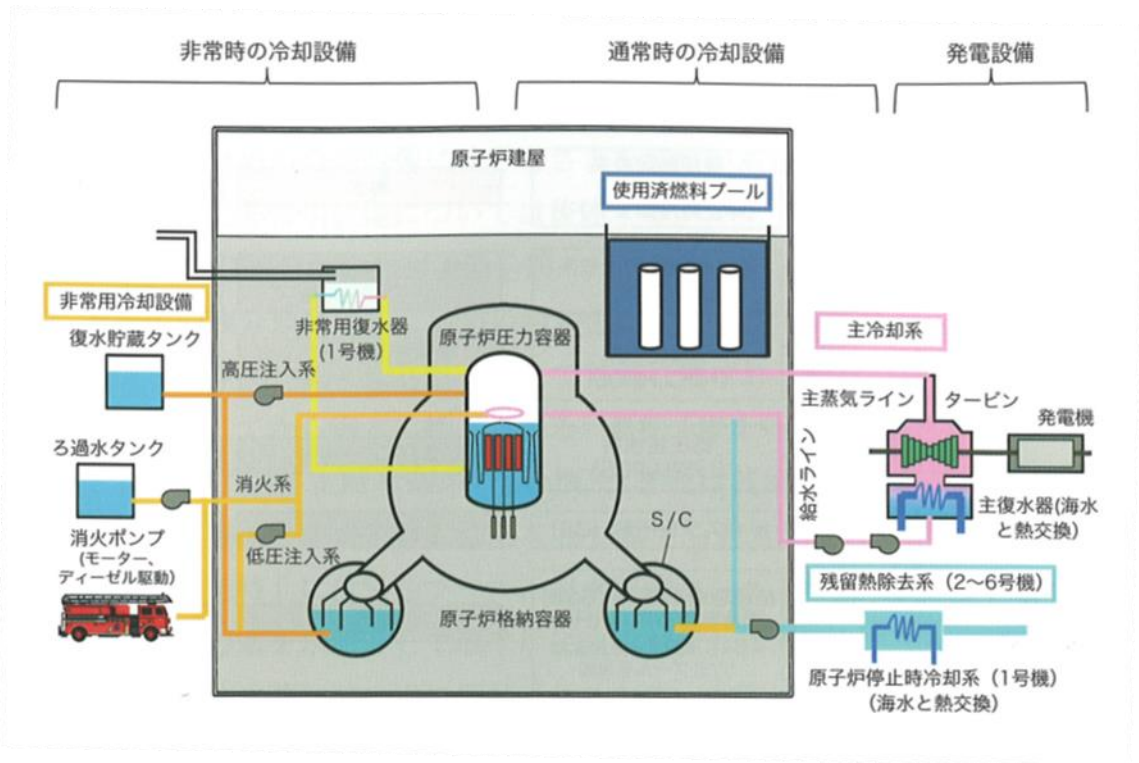 非常時の冷却設備
通常時の冷却設備
発電設備
原子炉建屋
使用済燃料プール
非常用冷却設備
復水貯蔵タンク
非常用復水器
(1号機)
原子炉圧力容器
高圧注入系
主冷却系
主蒸気ライン
タービン
発電機
ろ過水タンク
消火系
給水ライン
主復水器(海水
と熱交換)
消火ポンプ
(モーター、
ディーゼル駆動)
低圧注入系
S/C
残留熱除去系(2〜6号機)
原子炉格納容器
原子炉停止時冷却系(1号機)
(海水と熱交換)